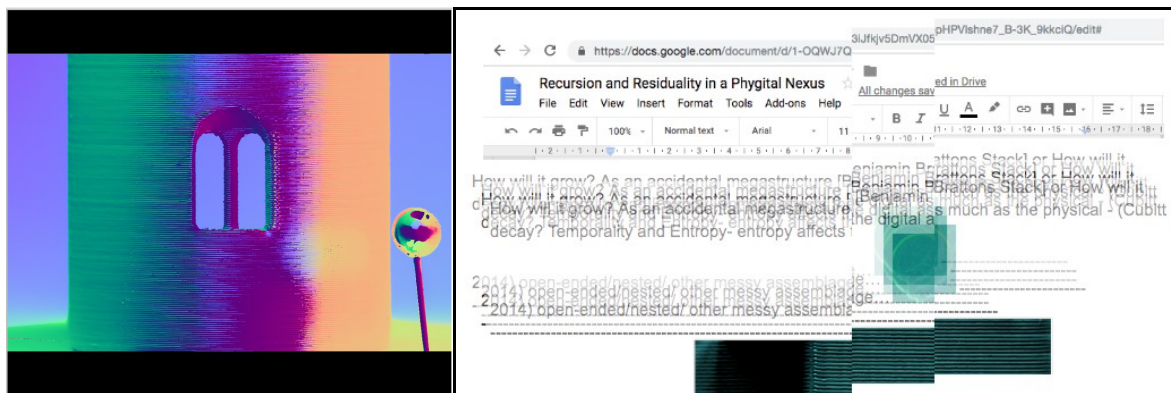 https://docs.google.com/document/d/1-OQWJ7Q 3iJfkjv5DmVX05 pHPVIshne7_B-3K_9kkciQ/edit#
Recursion and Residuality in a Phygital Nexus
File Edit View Insert Format Tools Add-ons Help All changes sav ed in Drive
100% Normal text Arial 11 B I U A
How will it grow? As an accidental megastructure [Benjamin Brattons Stack] or How will it
decay? Temporality and Entropy- entropy affects the digital as much as the physical - (Cubitt
2014) open-ended/nested/ other messy assemblage...